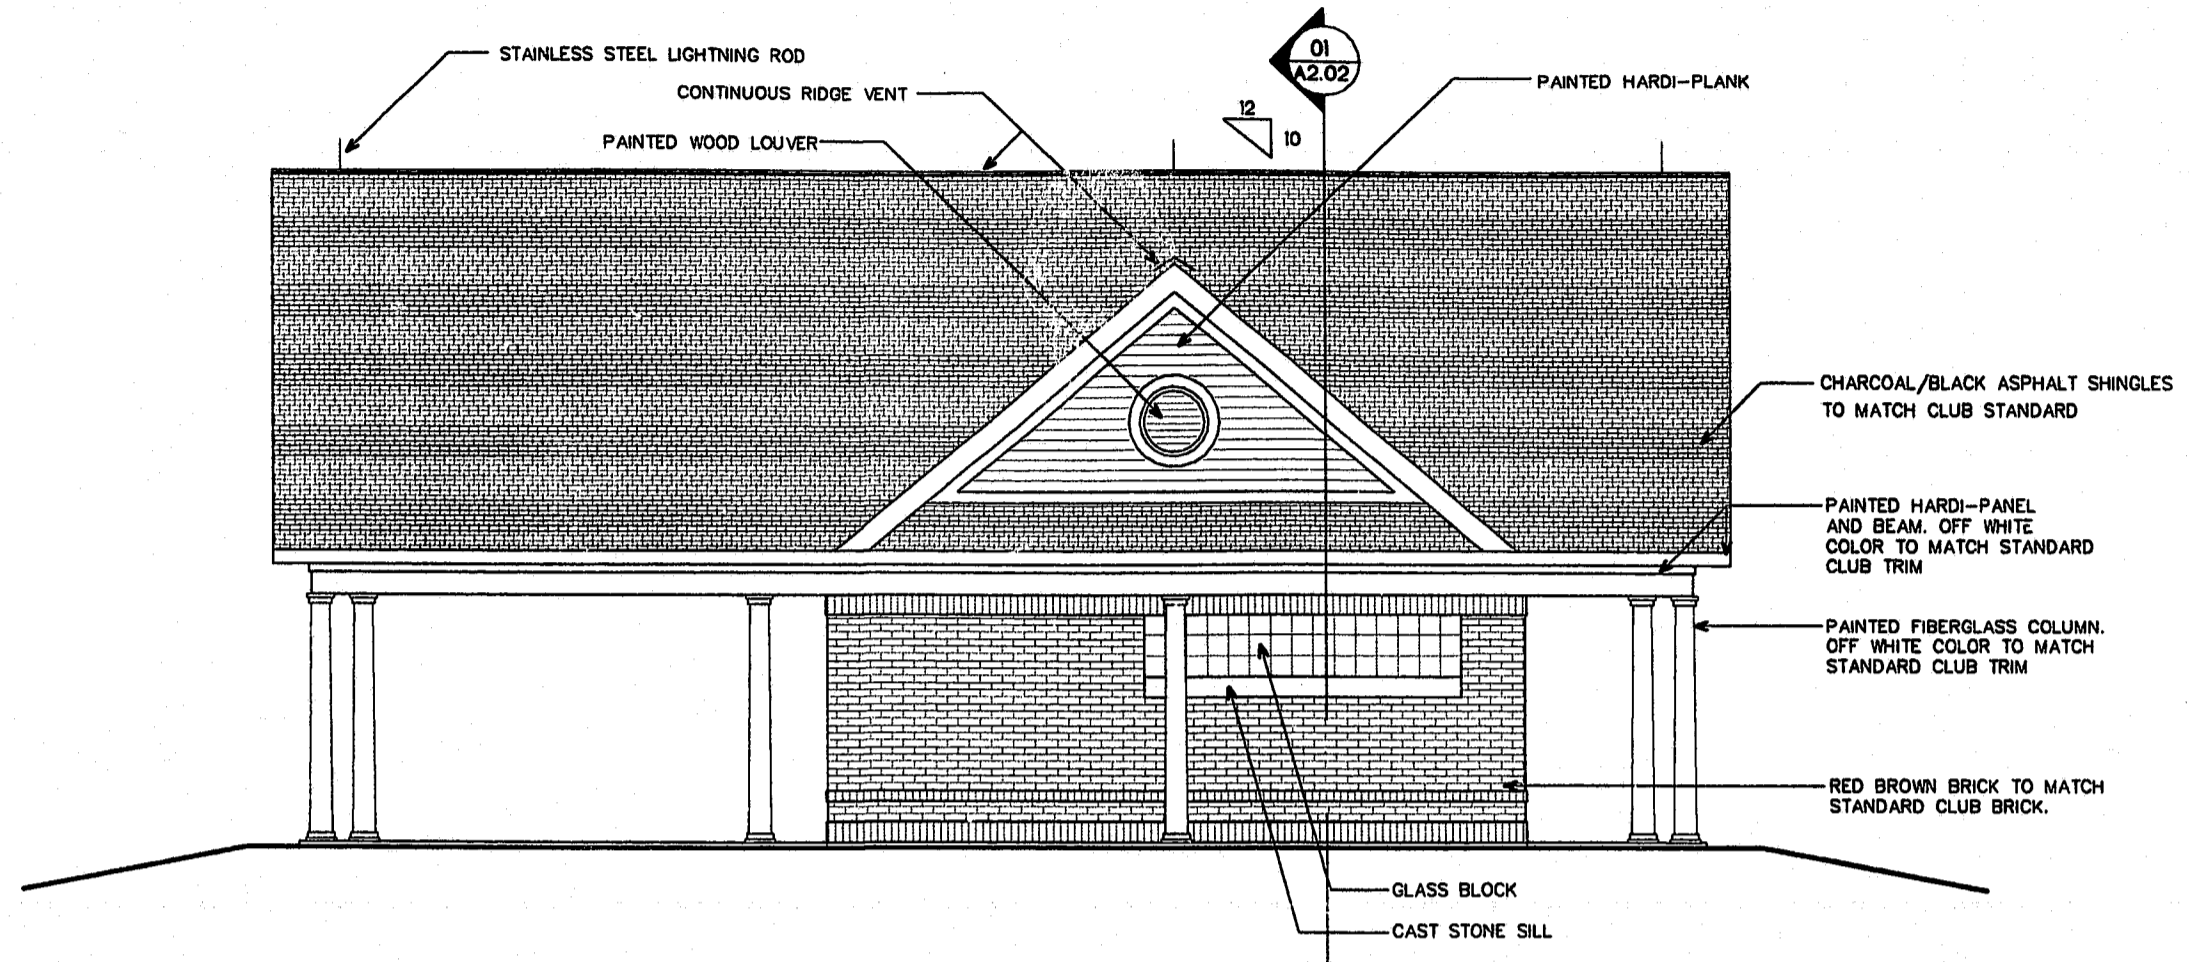 STAINLESS STEEL LIGHTNING ROD
CONTINUOUS RIDGE VENT
PAINTED WOOD LOUVER
01
A2.02
12
10
PAINTED HARDI-PLANK
CHARCOAL/BLACK ASPHALT SHINGLES
TO MATCH CLUB STANDARD
PAINTED HARDI-PANEL
AND BEAM. OFF WHITE
COLOR TO MATCH STANDARD
CLUB TRIM
PAINTED FIBERGLASS COLUMN.
OFF WHITE COLOR TO MATCH
STANDARD CLUB TRIM
RED BROWN BRICK TO MATCH
STANDARD CLUB BRICK.
GLASS BLOCK
CAST STONE SILL